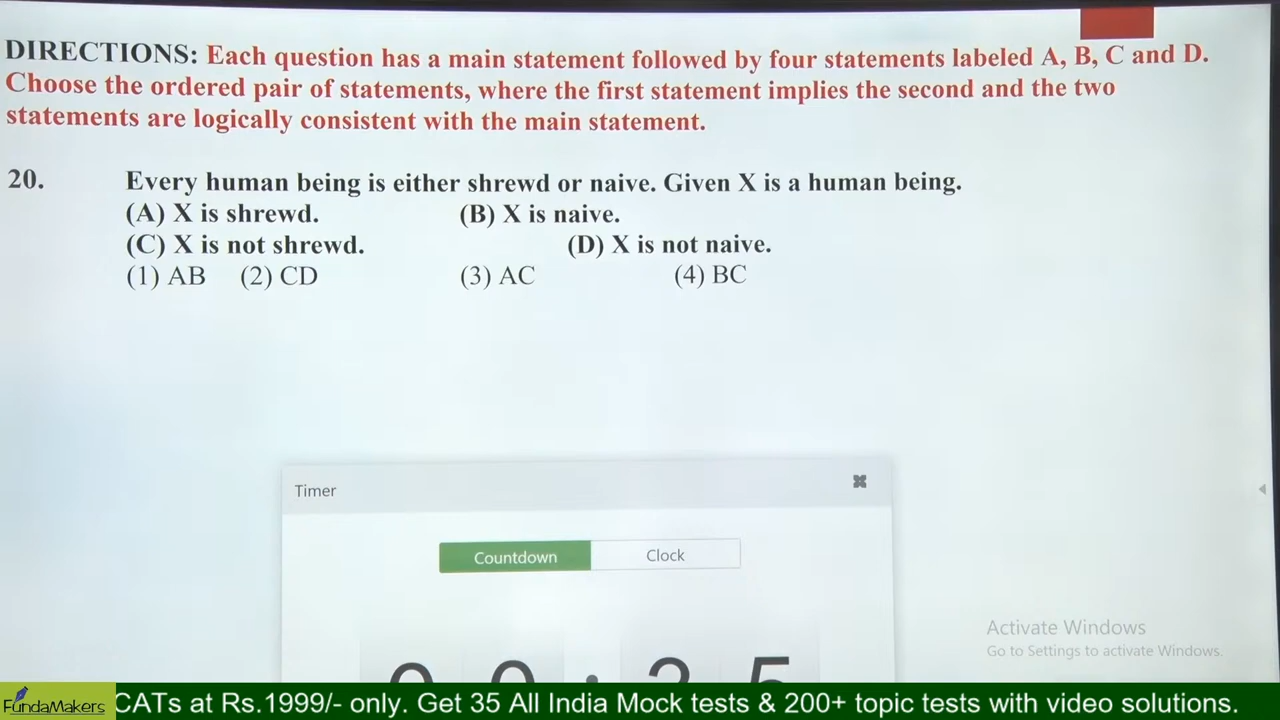 DIRECTIONS: Each question has a main statement followed by four statements labeled A, B, C and D.
Choose the ordered pair of statements, where the first statement implies the second and the two
statements are logically consistent with the main statement.
20. Every human being is either shrewd or naive. Given X is a human being.
(A) X is shrewd. (B) X is naive.
(C) X is not shrewd. (D) X is not naive.
(1) AB (2) CD (3) AC (4) BC
Timer
Countdown Clock
Activate Windows
Go to Settings to activate Windows.
FundaMakers CATs at Rs.1999/- only. Get 35 All India Mock tests & 200+ topic tests with video solutions.